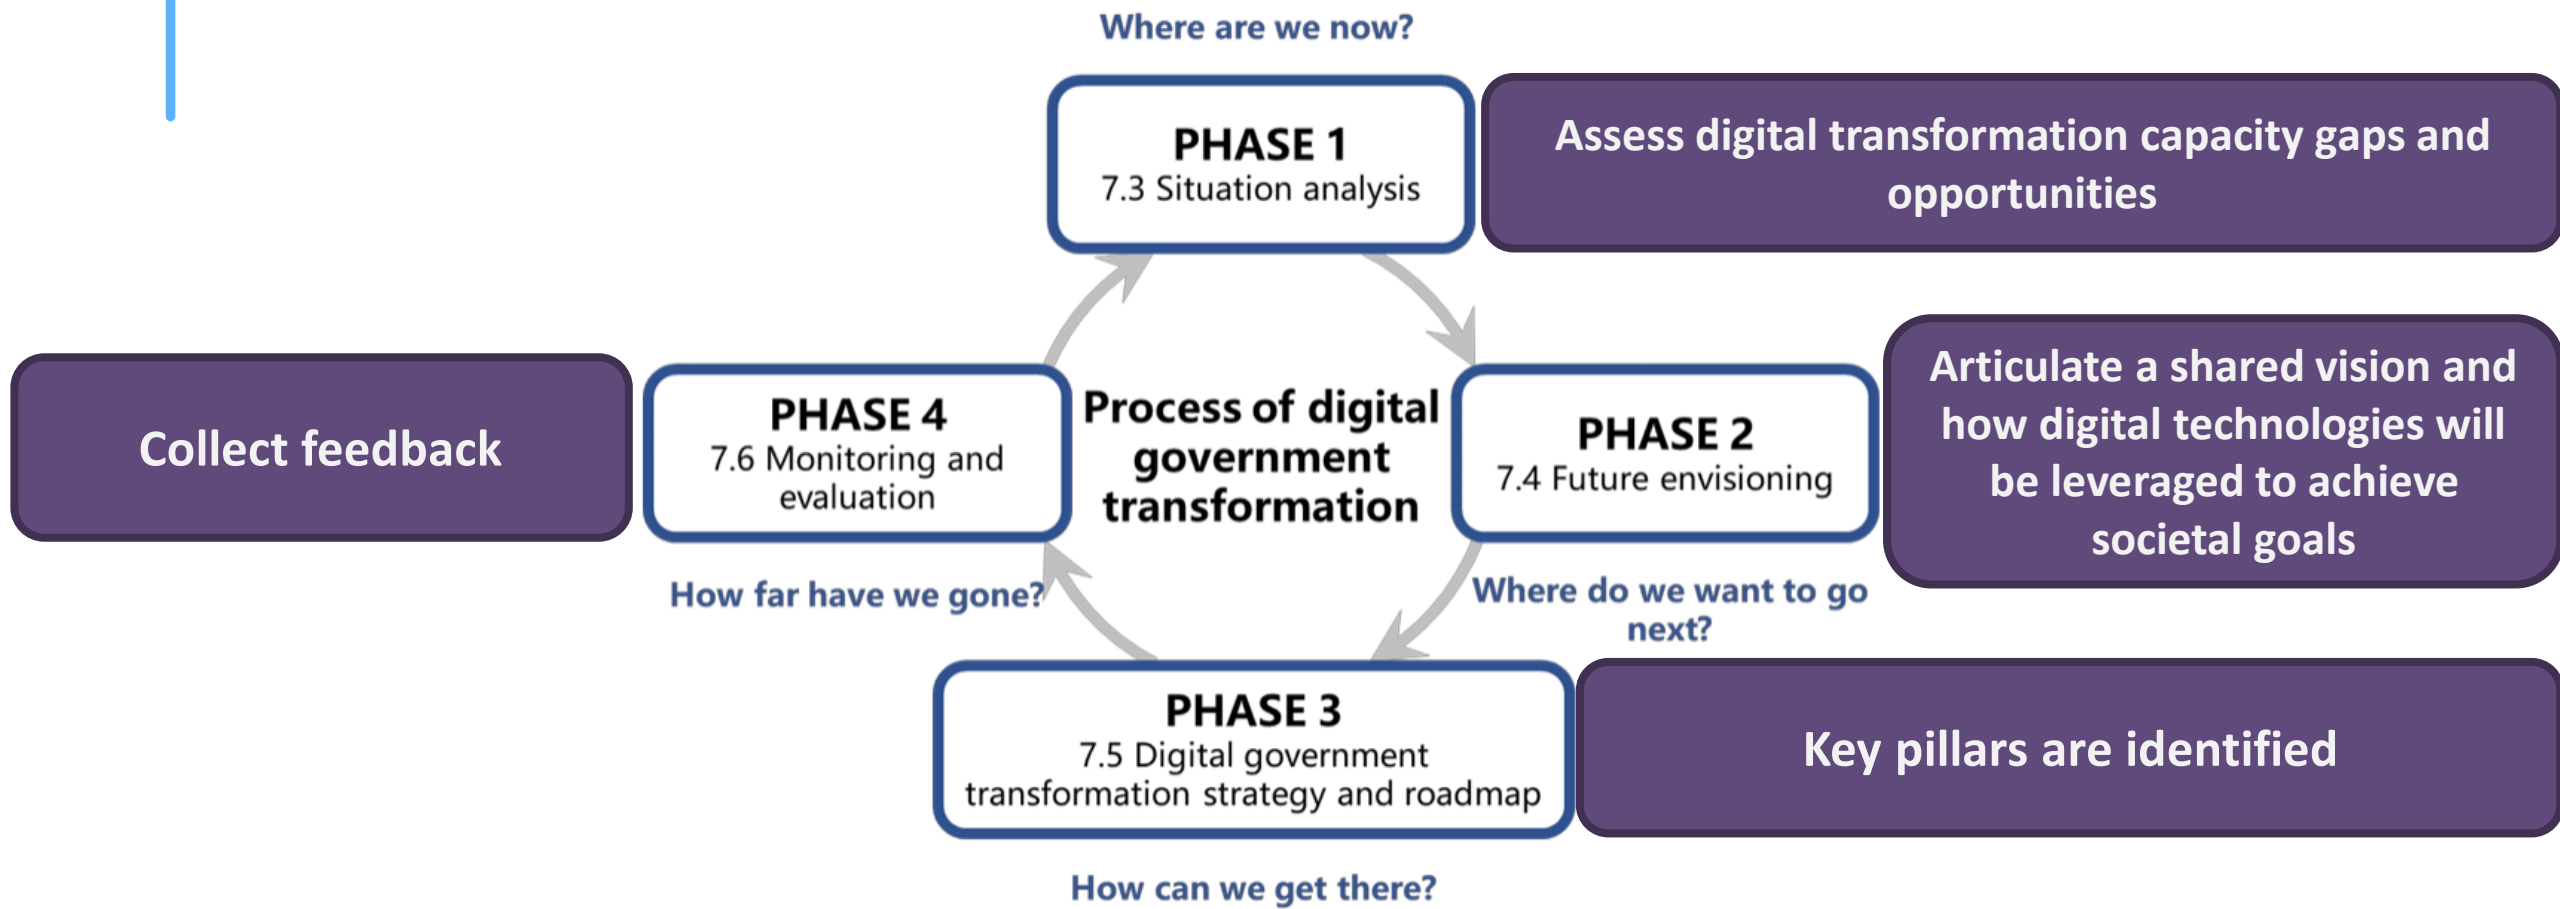 Where are we now?
PHASE 1
7.3 Situation analysis
Assess digital transformation capacity gaps and
opportunities
Collect feedback
PHASE 4
7.6 Monitoring and
evaluation
How far have we gone?
Process of digital
government
transformation
PHASE 2
7.4 Future envisioning
Where do we want to go
next?
Articulate a shared vision and
how digital technologies will
be leveraged to achieve
societal goals
PHASE 3
7.5 Digital government
transformation strategy and roadmap
How can we get there?
Key pillars are identified